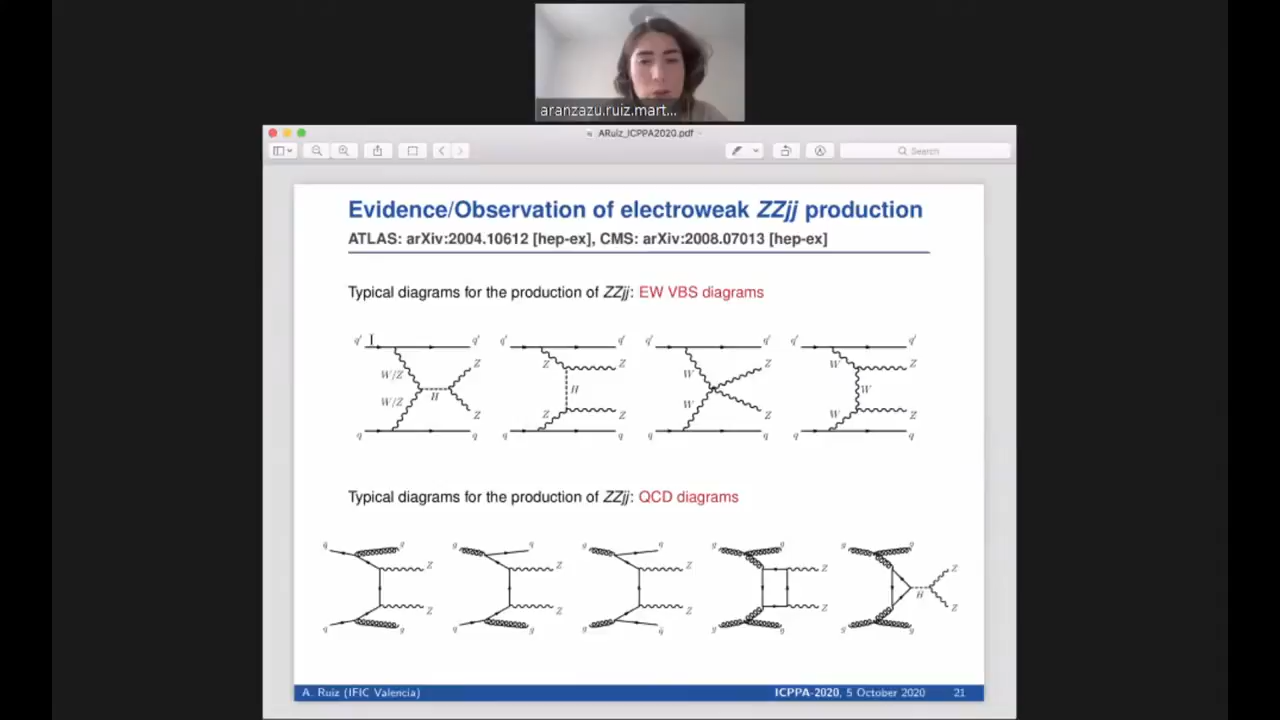 aranzazu.ruiz.mart...
ARuiz_ICPPA2020.pdf
Search
Evidence/Observation of electroweak ZZjj production
ATLAS: arXiv:2004.10612 [hep-ex], CMS: arXiv:2008.07013 [hep-ex]
Typical diagrams for the production of ZZjj: EW VBS diagrams
q' q' q' q' q' q' q' q'
Z Z Z Z
W/Z Z W W
H H W
W/Z Z W W
Z Z Z Z
q q q q q q q q
Typical diagrams for the production of ZZjj: QCD diagrams
q g g q g q g g g g
Z Z Z Z Z
H
Z Z Z Z Z
q g q g g q g g g g
A. Ruiz (IFIC Valencia) ICPPA-2020, 5 October 2020 21